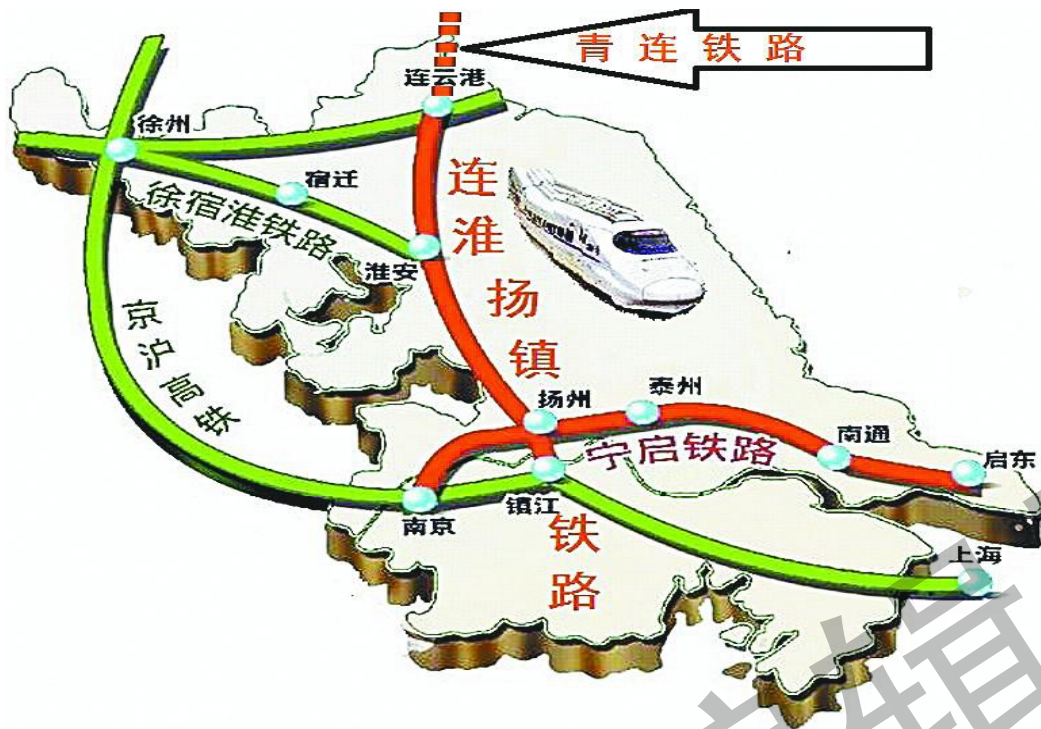 青连铁路
连云港
徐州
宿迁
徐宿淮铁路
淮安
连淮扬镇铁路
京沪高铁
扬州
泰州
宁启铁路
南通
启东
南京
镇江
上海